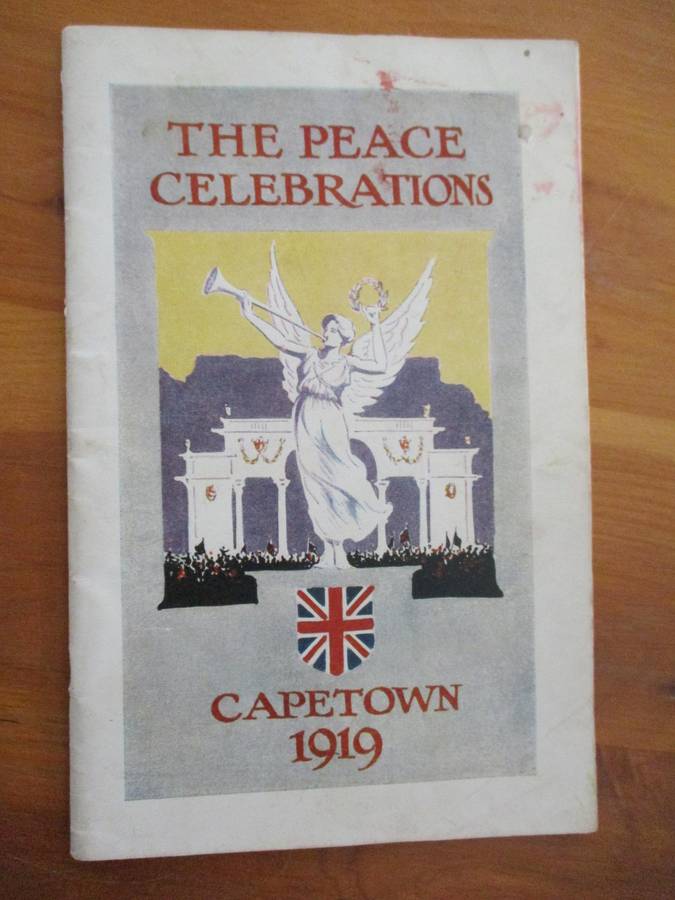 THE PEACE
CELEBRATIONS
CAPETOWN
1919